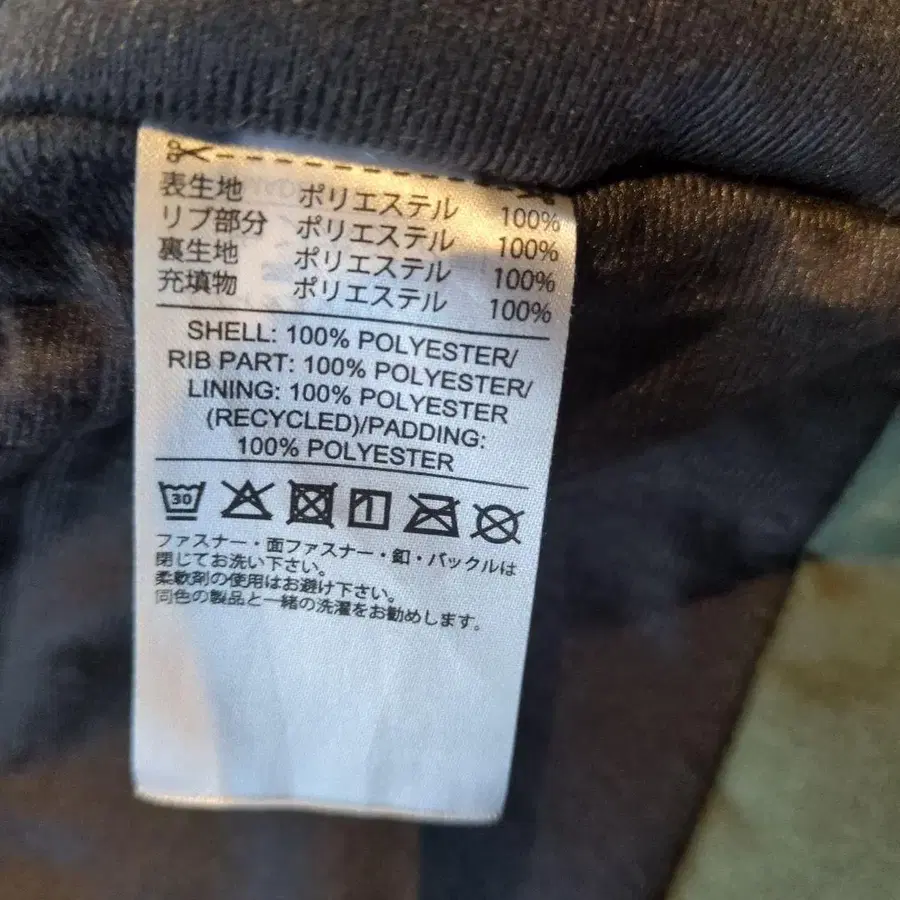 表生地 ポリエステル 100%
リブ部分 ポリエステル 100%
裏生地 ポリエステル 100%
充填物 ポリエステル 100%
SHELL: 100% POLYESTER/
RIB PART: 100% POLYESTER/
LINING: 100% POLYESTER
(RECYCLED)/PADDING:
100% POLYESTER
30
ファスナー・面ファスナー・釦・バックルは
閉じてお洗い下さい。
柔軟剤の使用はお避け下さい。
同色の製品と一緒の洗濯をお勧めします。